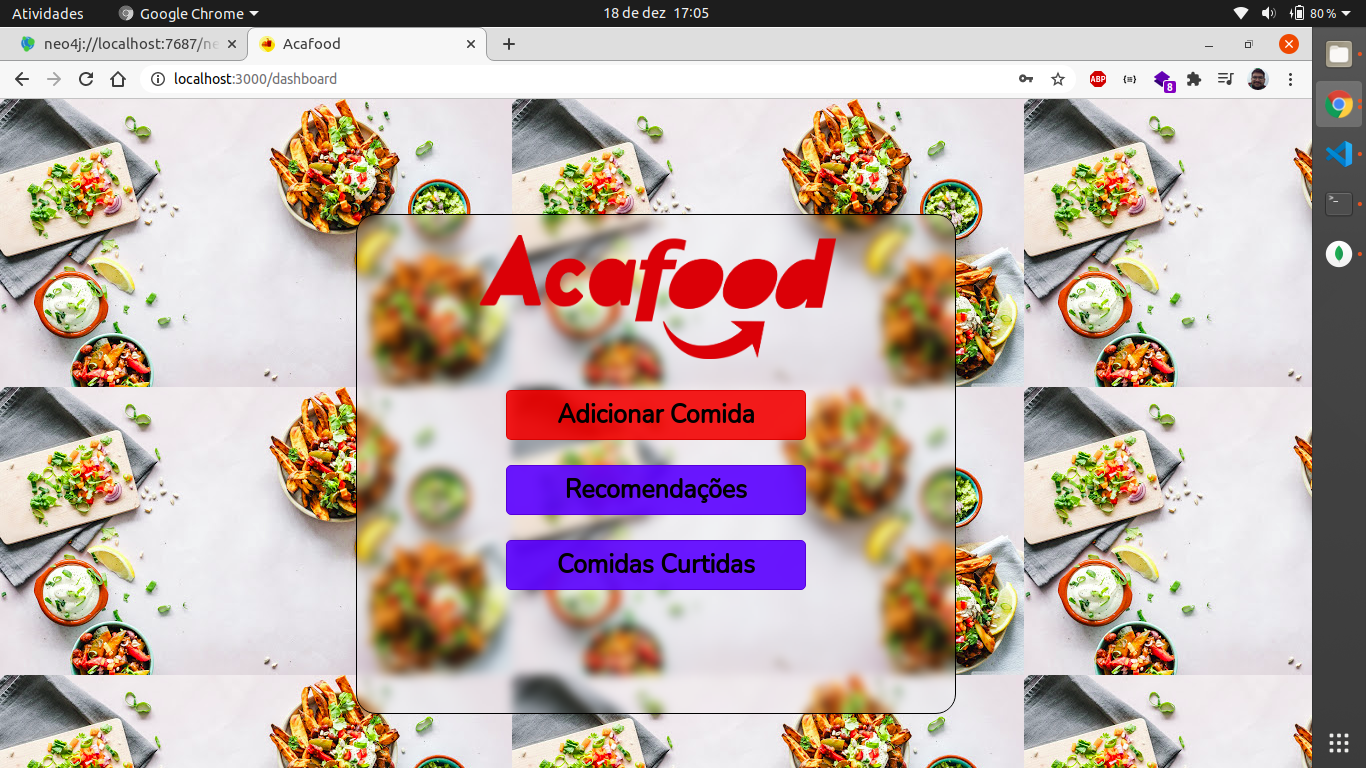 Atividades
Google Chrome
18 de dez 17:05
80 %
neo4j://localhost:7687/ne
Acafood
localhost:3000/dashboard
ABP
8
Acafood
Adicionar Comida
Recomendações
Comidas Curtidas